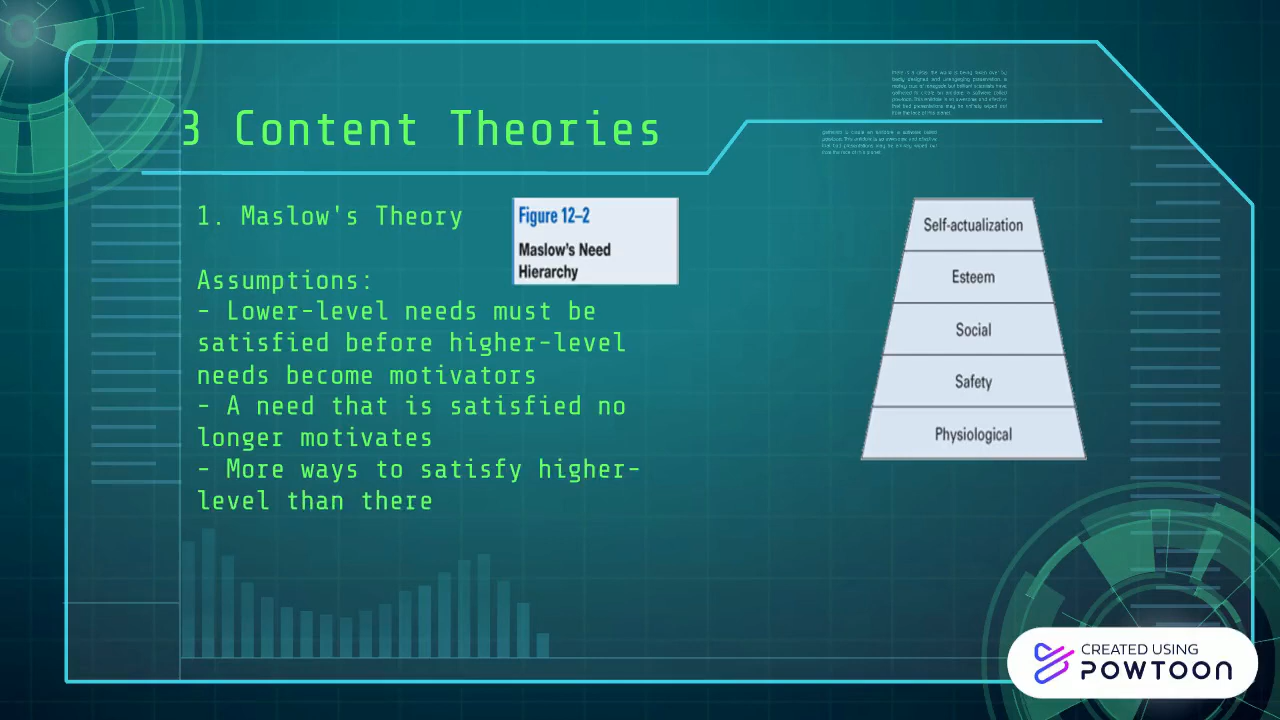 3 Content Theories
1. Maslow's Theory
Figure 12–2
Maslow's Need
Hierarchy
Assumptions:
- Lower-level needs must be
satisfied before higher-level
needs become motivators
- A need that is satisfied no
longer motivates
- More ways to satisfy higher-
level than there
Self-actualization
Esteem
Social
Safety
Physiological
CREATED USING
POWTOON